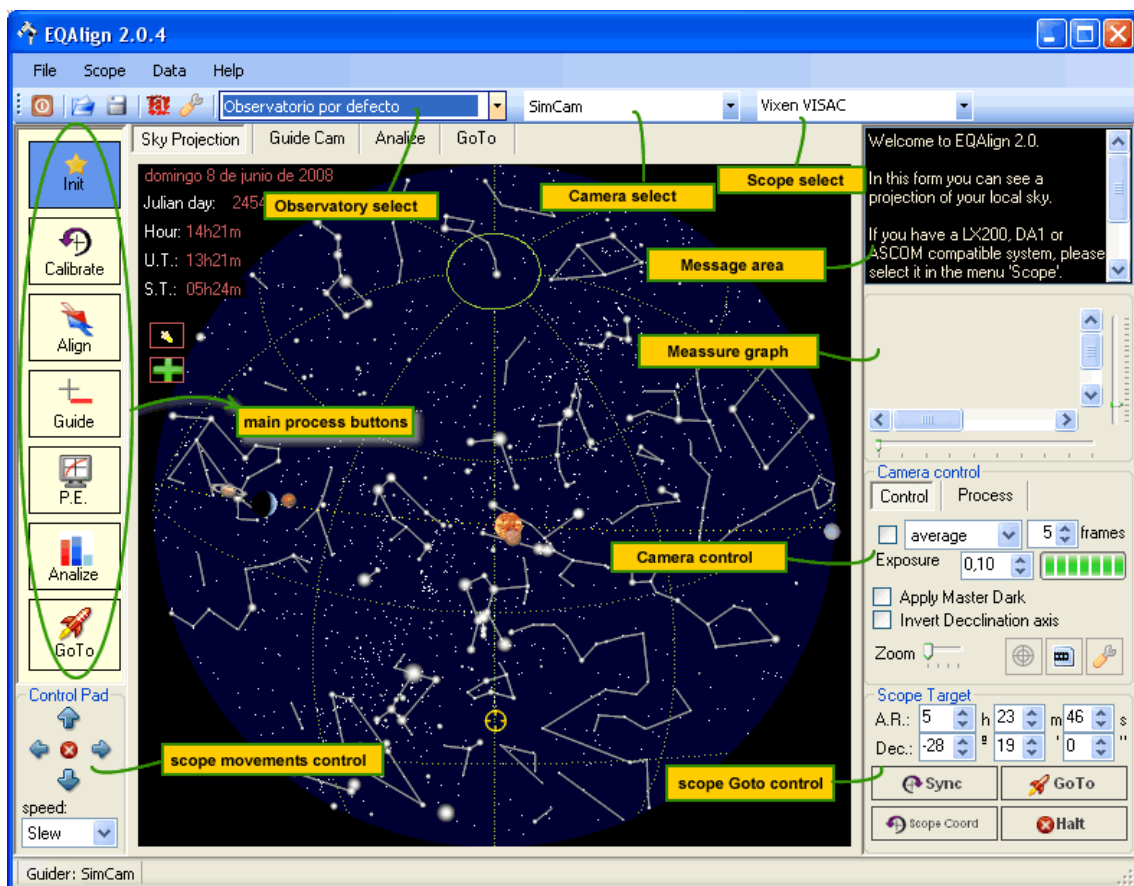 EQAlign 2.0.4
File Scope Data Help
Observatorio por defecto
SimCam
Vixen VISAC
Sky Projection Guide Cam Analize GoTo
Init
Calibrate
Align
Guide
P.E.
Analize
GoTo
Control Pad
speed:
Slew
domingo 8 de junio de 2008
Julian day: 2454
Hour: 14h21m
U.T.: 13h21m
S.T.: 05h24m
Observatory select
Camera select
Scope select
Message area
Meassure graph
main process buttons
Camera control
scope movements control
scope Goto control
Welcome to EQAlign 2.0.
In this form you can see a
projection of your local sky.
If you have a LX200, DA1 or
ASCOM compatible system, please
select it in the menu 'Scope'.
Camera control
Control Process
average 5 frames
Exposure 0,10
Apply Master Dark
Invert Decclination axis
Zoom
Scope Target
A.R.: 5 h 23 m 46 s
Dec.: -28 º 19 ' 0 "
Sync GoTo
Scope Coord Halt
Guider: SimCam